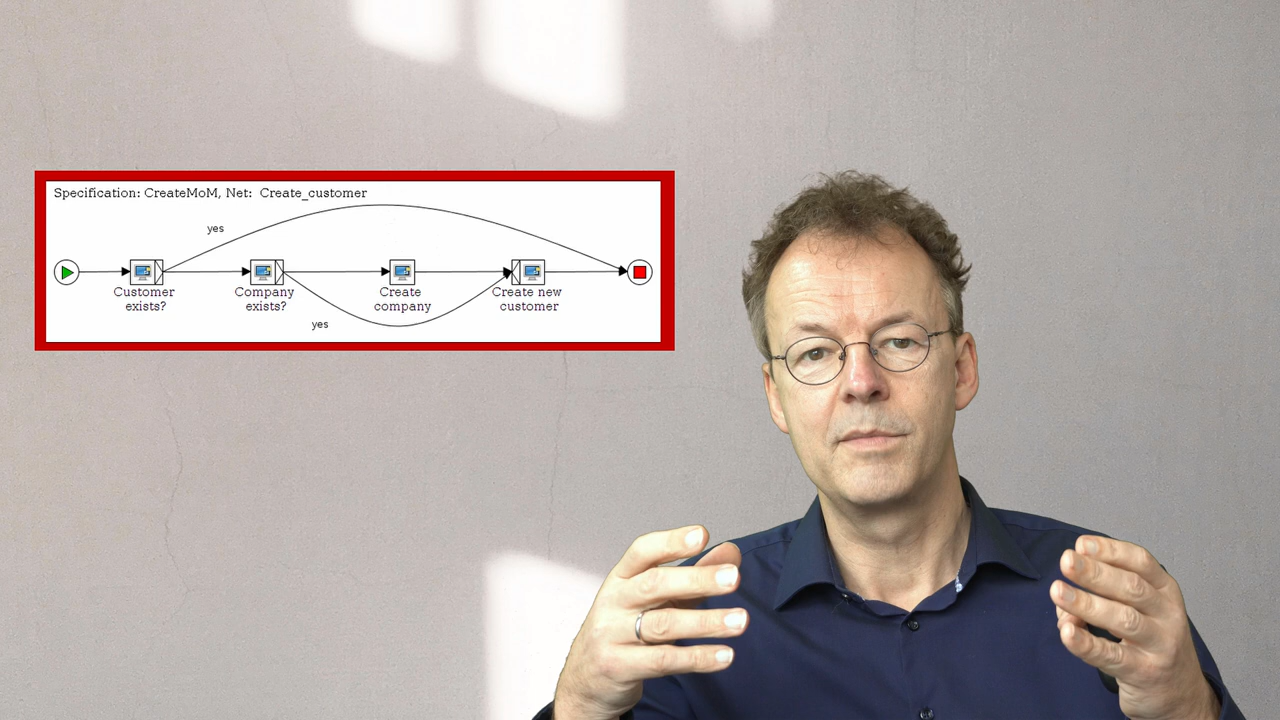 Specification: CreateMoM, Net: Create_customer
yes
Customer
exists?
Company
exists?
Create
company
Create new
customer
yes